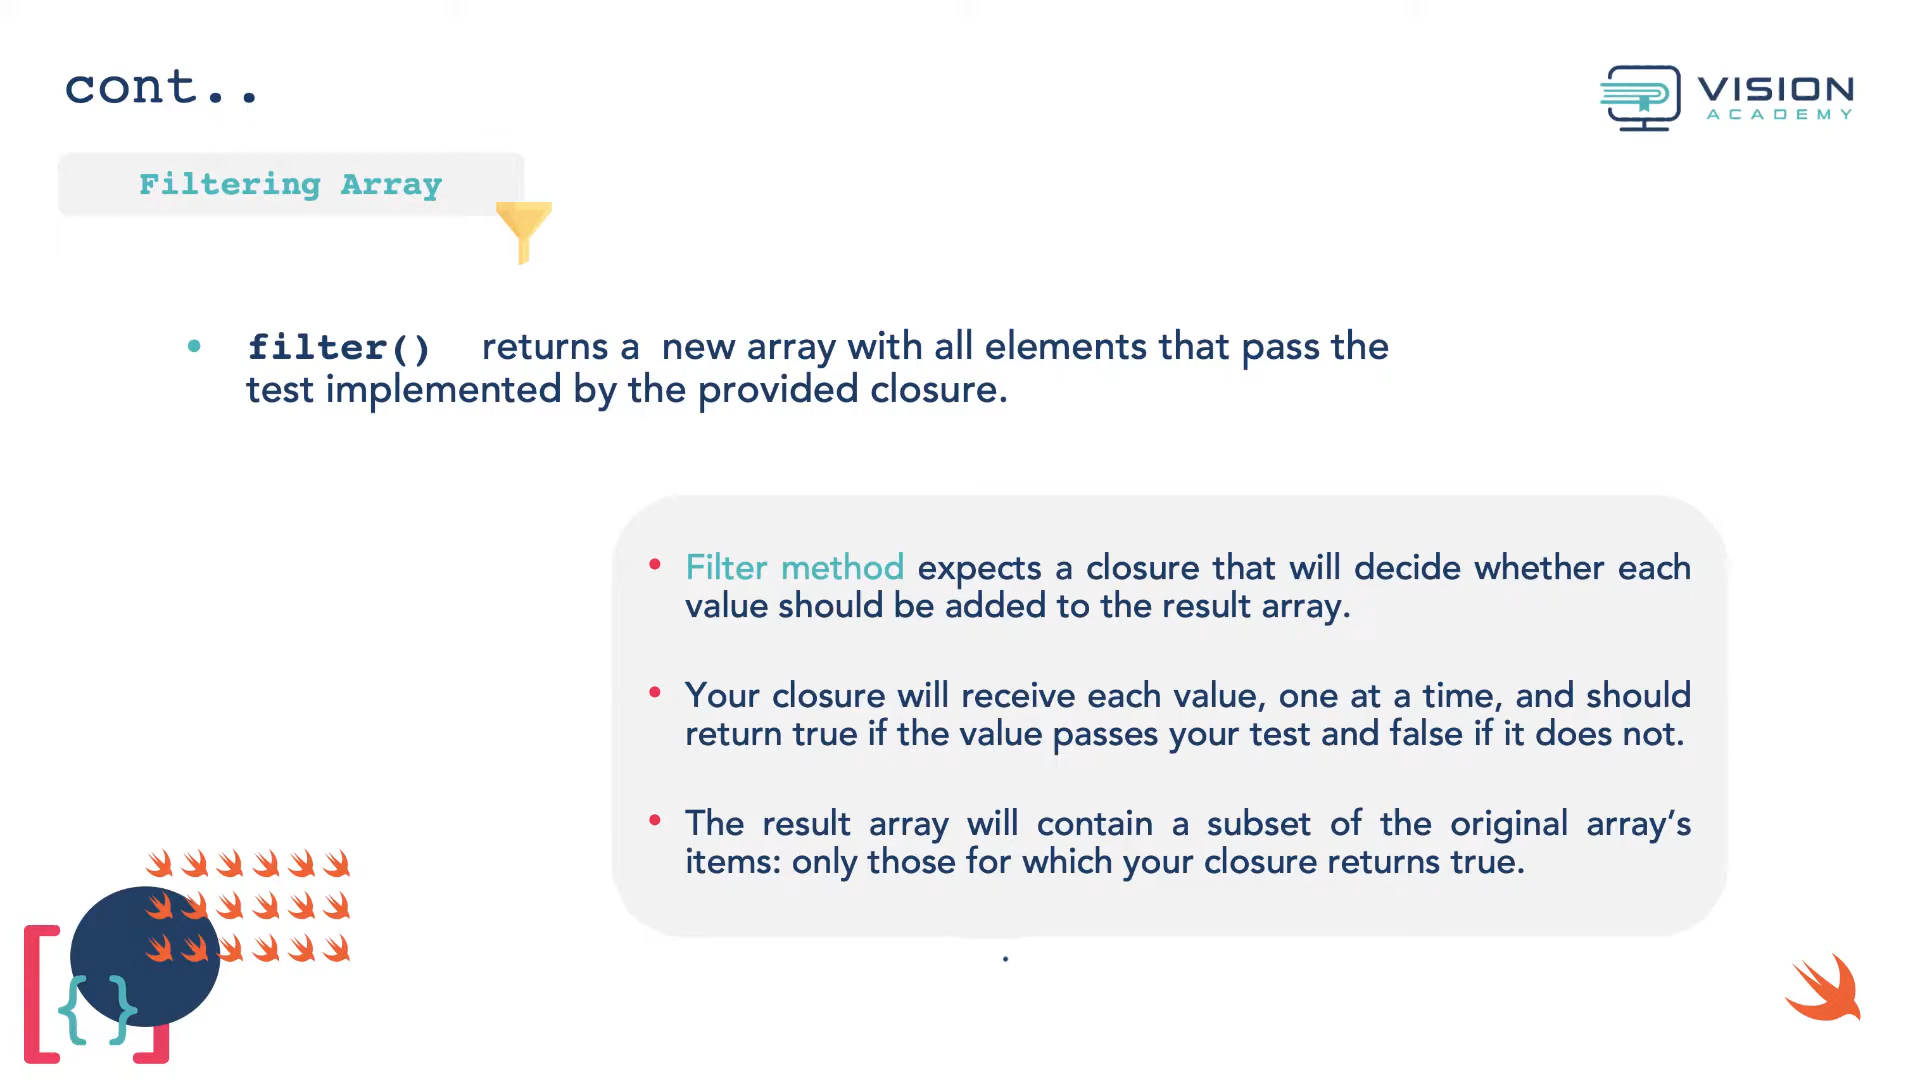 cont..
VISION
ACADEMY
Filtering Array
• filter() returns a new array with all elements that pass the
test implemented by the provided closure.
• Filter method expects a closure that will decide whether each
value should be added to the result array.
• Your closure will receive each value, one at a time, and should
return true if the value passes your test and false if it does not.
• The result array will contain a subset of the original array’s
items: only those for which your closure returns true.
.
[{}]